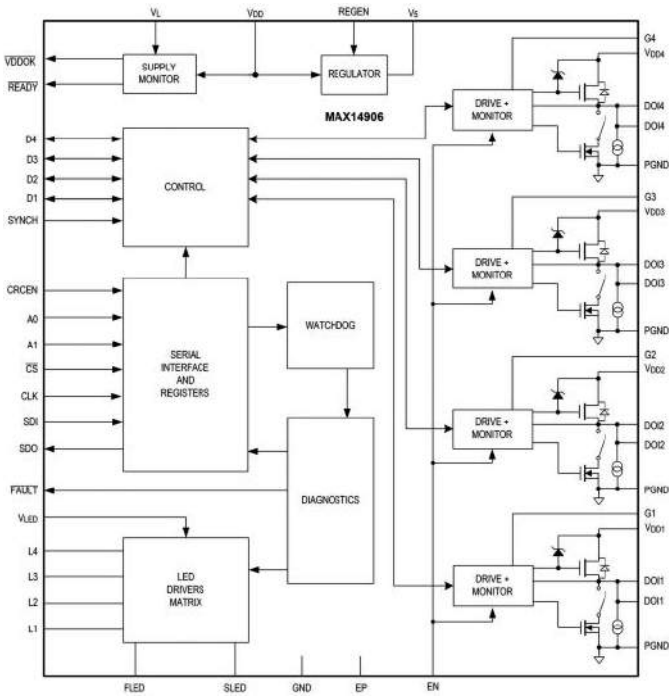 VL
VDD
REGEN
VS
VDDOK
READY
SUPPLY
MONITOR
REGULATOR
MAX14906
D4
D3
D2
D1
SYNCH
CONTROL
CRCEN
A0
A1
CS
CLK
SDI
SDO
SERIAL
INTERFACE
AND
REGISTERS
WATCHDOG
DIAGNOSTICS
FAULT
VLED
L4
L3
L2
L1
LED
DRIVERS
MATRIX
FLED
SLED
GND
EP
EN
DRIVE +
MONITOR
G4
VDD4
DOI4
DOI4
PGND
DRIVE +
MONITOR
G3
VDD3
DOI3
DOI3
PGND
DRIVE +
MONITOR
G2
VDD2
DOI2
DOI2
PGND
DRIVE +
MONITOR
G1
VDD1
DOI1
DOI1
PGND